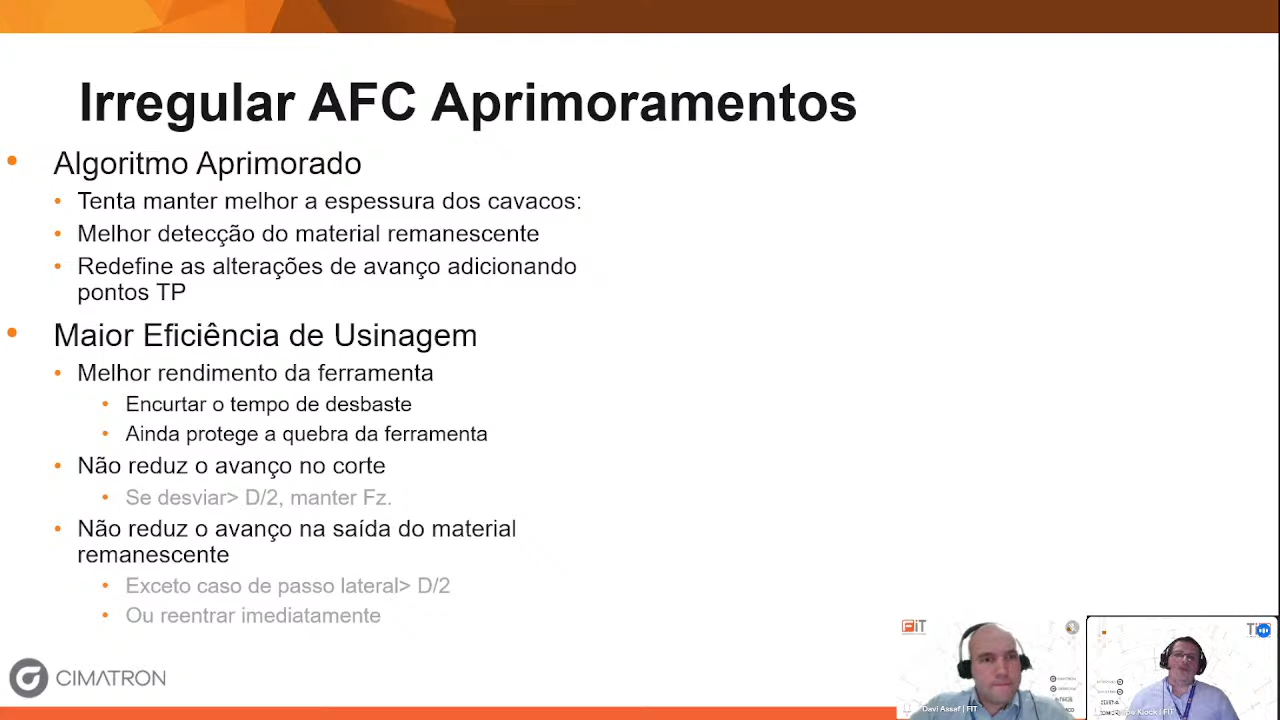 Irregular AFC Aprimoramentos
• Algoritmo Aprimorado
• Tenta manter melhor a espessura dos cavacos:
• Melhor detecção do material remanescente
• Redefine as alterações de avanço adicionando
pontos TP
• Maior Eficiência de Usinagem
• Melhor rendimento da ferramenta
• Encurtar o tempo de desbaste
• Ainda protege a quebra da ferramenta
• Não reduz o avanço no corte
• Se desviar> D/2, manter Fz.
• Não reduz o avanço na saída do material
remanescente
• Exceto caso de passo lateral> D/2
• Ou reentrar imediatamente
CIMATRON
FiT
Davi Assaf | FIT
Kiock | FIT